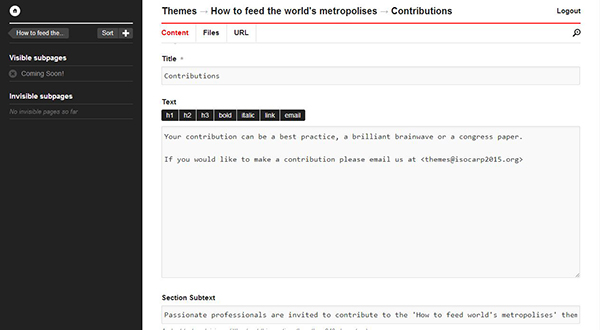 Themes → How to feed the world's metropolises → Contributions
Logout
How to feed the..
Sort
Content
Files
URL
Visible subpages
Coming Soon!
Invisible subpages
No invisible pages so far
Title *
Contributions
Text
h1 h2 h3 bold italic link email
Your contribution can be a best practice, a brilliant brainwave or a congress paper.
If you would like to make a contribution please email us at <themes@isocarp2015.org>
Section Subtext
Passionate professionals are invited to contribute to the 'How to feed world's metropolises' them